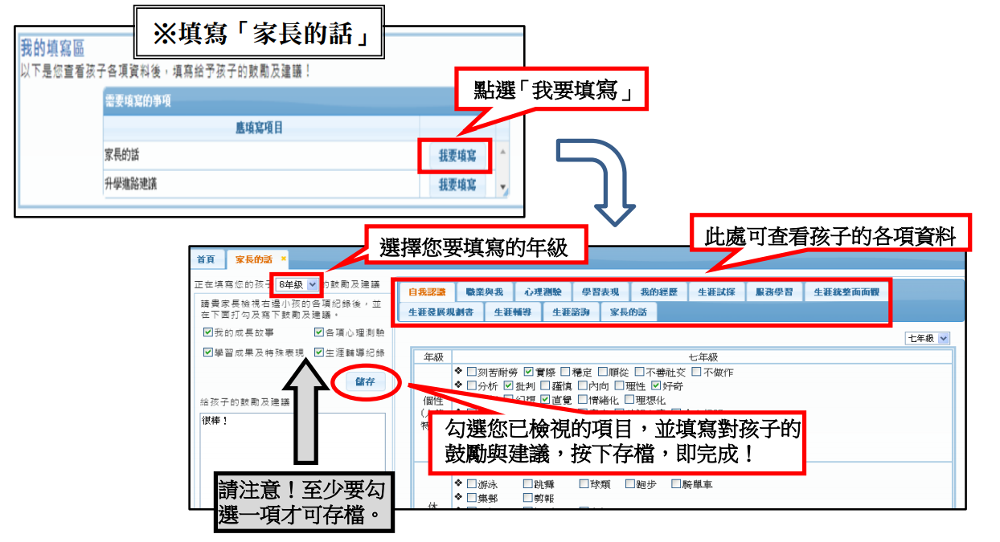 ※填寫「家長的話」
我的填寫區
以下是您查看孩子各項資料後，填寫給予孩子的鼓勵及建議！
點選「我要填寫」
需要填寫的事項
應填寫項目
家長的話 我要填寫
升學進路建議 我要填寫
選擇您要填寫的年級
此處可查看孩子的各項資料
首頁 家長的話
正在填寫您的孩子 8年級 的鼓勵及建議
請貴家長檢視右邊小孩的各項紀錄後，並
在下面打勾及寫下鼓勵及建議。
我的成長故事 各項心理測驗
學習成果及特殊表現 生涯輔導紀錄
儲存
給孩子的鼓勵及建議
很棒！
自我認識 職業與我 心理測驗 學習表現 我的經歷 生涯試探 服務學習 生涯統整面面觀
生涯發展規劃書 生涯輔導 生涯諮詢 家長的話
七年級
年級 七年級
❖ 刻苦耐勞 實際 穩定 順從 不善社交 不做作
❖ 分析 批判 謹慎 內向 理性 好奇
個性 幻想 直覺 情緒化 理想化
勾選您已檢視的項目，並填寫對孩子的
鼓勵與建議，按下存檔，即完成！
請注意！至少要勾
選一項才可存檔。
❖ 游泳 跳舞 球類 跑步 騎單車
❖ 集郵 剪報
休